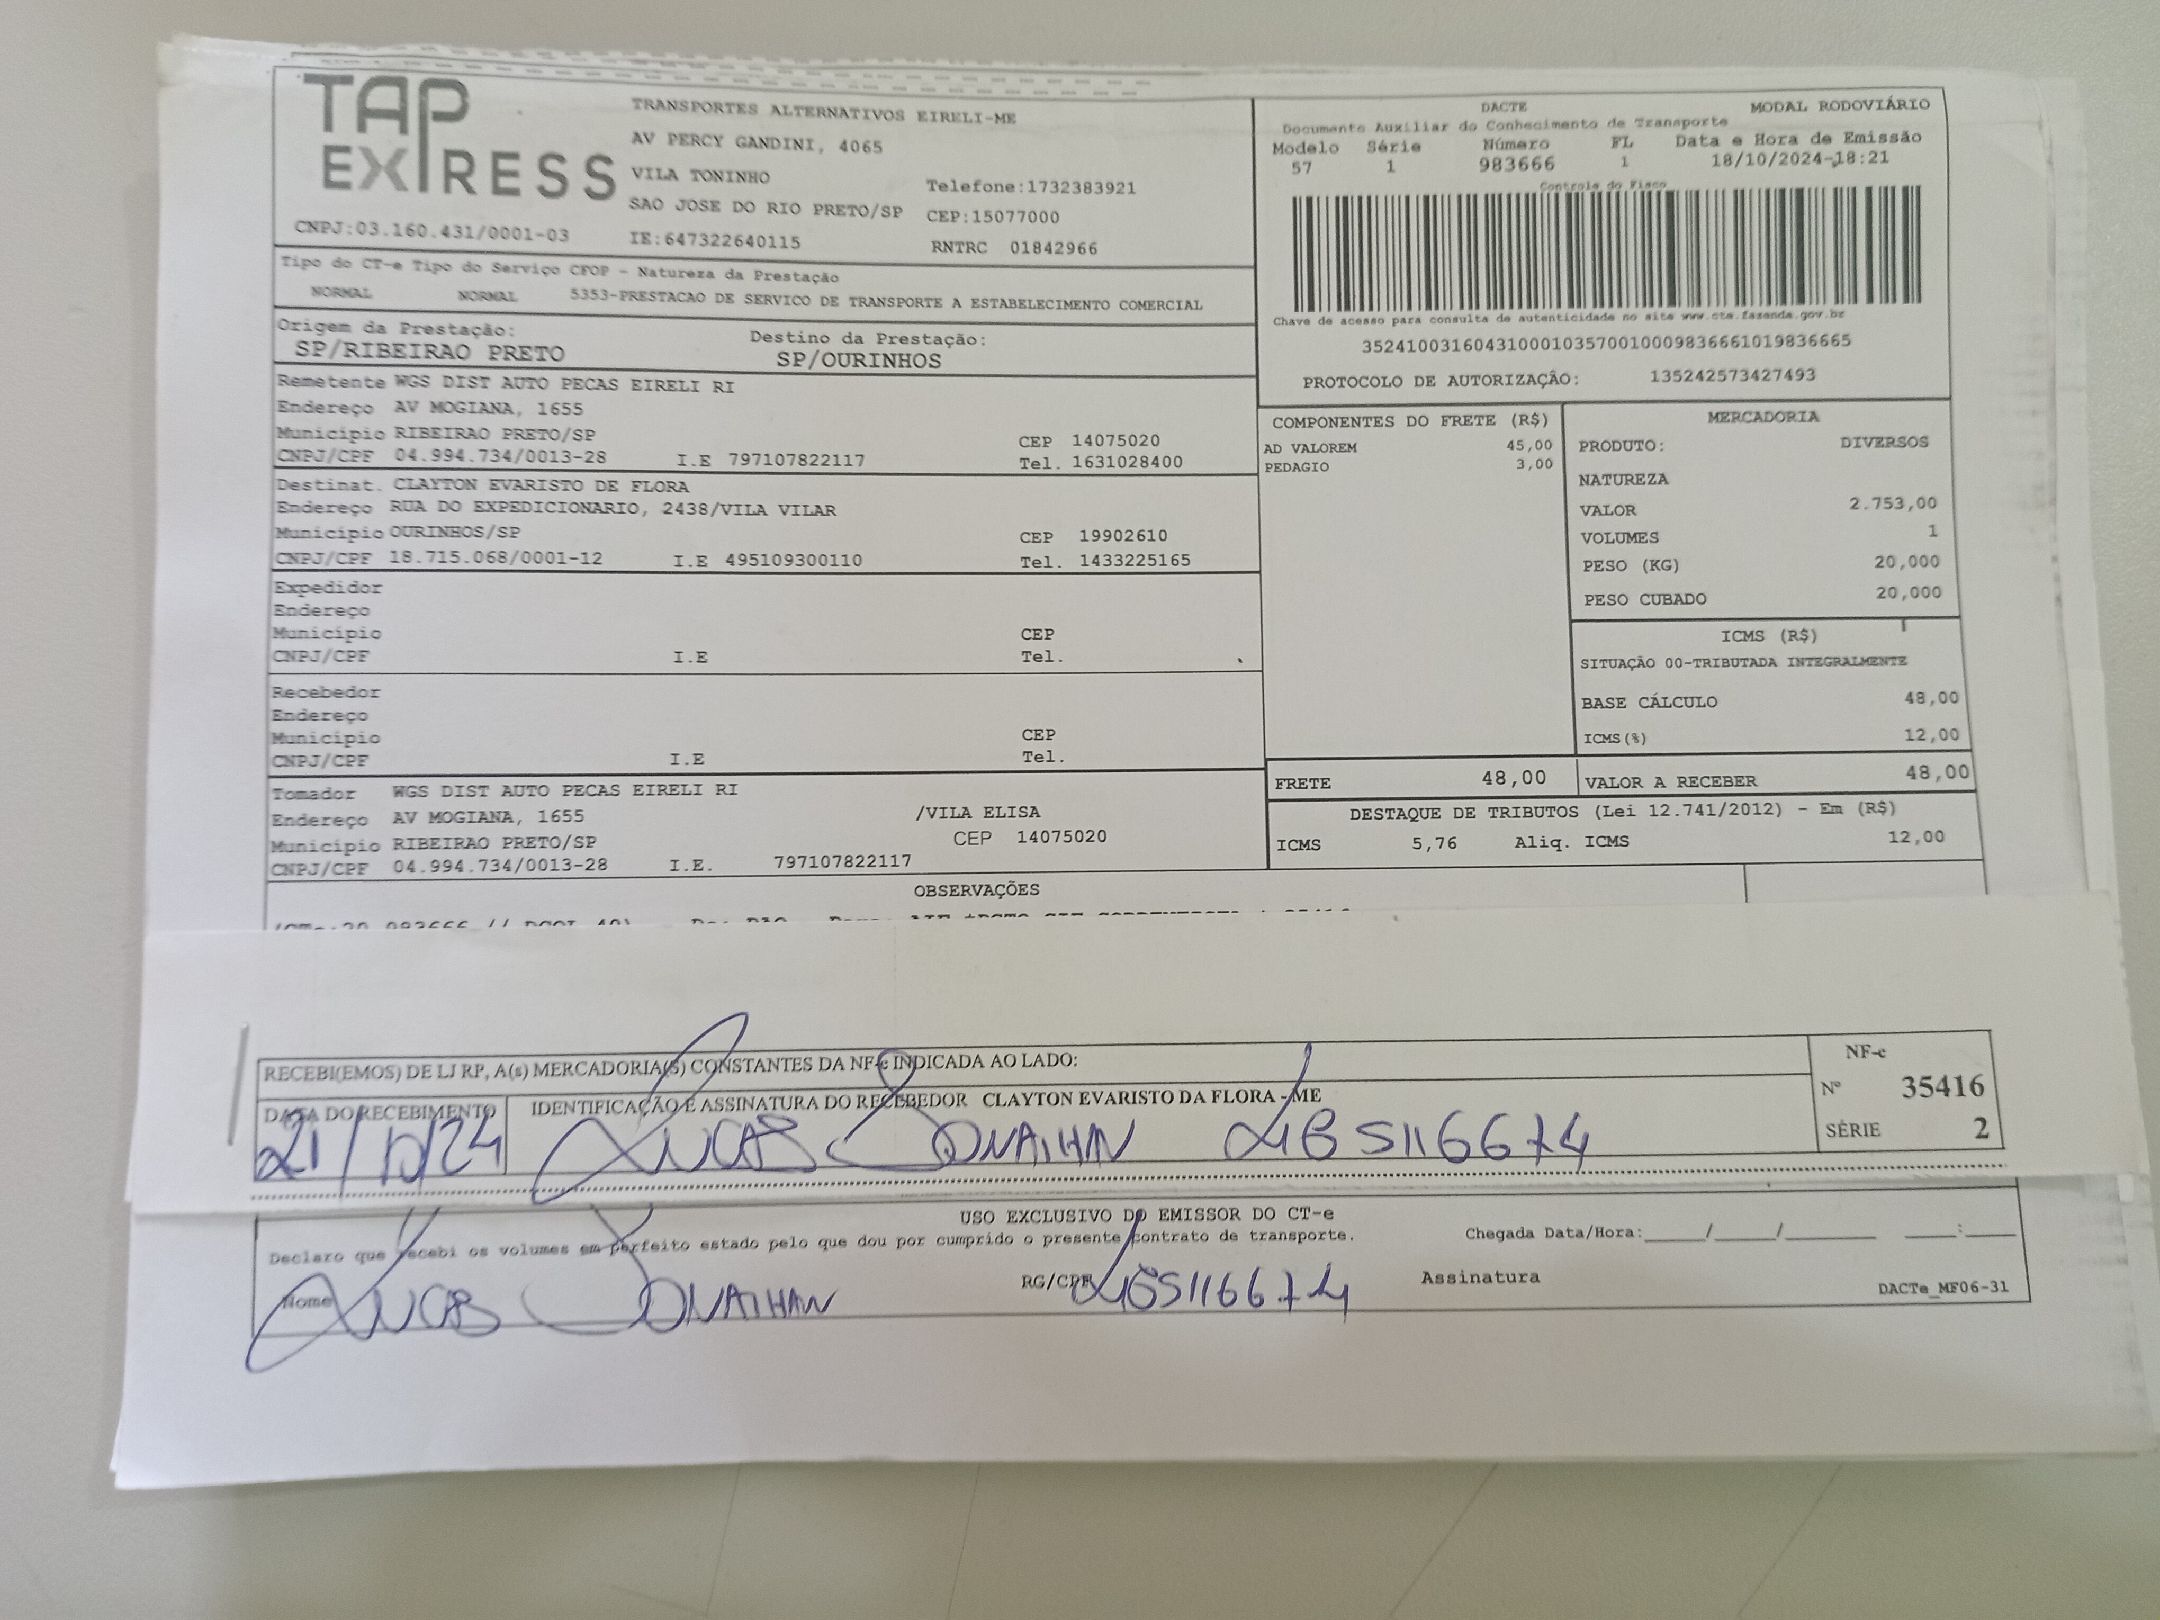 TAP EXPRESS
TRANSPORTES ALTERNATIVOS EIRELI-ME
AV PERCY GANDINI, 4065
VILA TONINHO
Telefone:1732383921
SAO JOSE DO RIO PRETO/SP CEP:15077000
CNPJ:03.160.431/0001-03 IE:647322640115 RNTRC 01842966
DACTE MODAL RODOVIÁRIO
Documento Auxiliar do Conhecimento de Transporte
Modelo Série Número FL Data e Hora de Emissão
57 1 983666 1 18/10/2024-18:21
Controle do Fisco
Chave de acesso para consulta de autenticidade no site www.cte.fazenda.gov.br
35241003160431000103570010009836661019836665
PROTOCOLO DE AUTORIZAÇÃO: 135242573427493
Tipo do CT-e Tipo do Serviço CFOP - Natureza da Prestação
NORMAL NORMAL 5353-PRESTACAO DE SERVICO DE TRANSPORTE A ESTABELECIMENTO COMERCIAL
Origem da Prestação: Destino da Prestação:
SP/RIBEIRAO PRETO SP/OURINHOS
Remetente WGS DIST AUTO PECAS EIRELI RI
Endereço AV MOGIANA, 1655
Município RIBEIRAO PRETO/SP CEP 14075020
CNPJ/CPF 04.994.734/0013-28 I.E 797107822117 Tel. 1631028400
Destinat. CLAYTON EVARISTO DE FLORA
Endereço RUA DO EXPEDICIONARIO, 2438/VILA VILAR
Município OURINHOS/SP CEP 19902610
CNPJ/CPF 18.715.068/0001-12 I.E 495109300110 Tel. 1433225165
Expedidor
Endereço
Município CEP
CNPJ/CPF I.E Tel.
Recebedor
Endereço
Município CEP
CNPJ/CPF I.E Tel.
Tomador WGS DIST AUTO PECAS EIRELI RI
Endereço AV MOGIANA, 1655 /VILA ELISA
Município RIBEIRAO PRETO/SP CEP 14075020
CNPJ/CPF 04.994.734/0013-28 I.E. 797107822117
COMPONENTES DO FRETE (R$)
AD VALOREM 45,00
PEDAGIO 3,00
MERCADORIA
PRODUTO: DIVERSOS
NATUREZA
VALOR 2.753,00
VOLUMES 1
PESO (KG) 20,000
PESO CUBADO 20,000
ICMS (R$)
SITUAÇÃO 00-TRIBUTADA INTEGRALMENTE
BASE CÁLCULO 48,00
ICMS(%) 12,00
FRETE 48,00 VALOR A RECEBER 48,00
DESTAQUE DE TRIBUTOS (Lei 12.741/2012) - Em (R$)
ICMS 5,76 Aliq. ICMS 12,00
OBSERVAÇÕES
RECEBI(EMOS) DE LJ RP, A(s) MERCADORIA(S) CONSTANTES DA NF-e INDICADA AO LADO:
DATA DO RECEBIMENTO IDENTIFICAÇÃO E ASSINATURA DO RECEBEDOR CLAYTON EVARISTO DA FLORA - ME
21/10/24 LUCAS JONATHAN
NF-e
Nº 35416
SÉRIE 2
USO EXCLUSIVO DO EMISSOR DO CT-e
Declaro que recebi os volumes em perfeito estado pelo que dou por cumprido o presente contrato de transporte. Chegada Data/Hora:_____/_____/________ _____:_____
Nome LUCAS JONATHAN RG/CPF Assinatura
DACTe_MF06-31